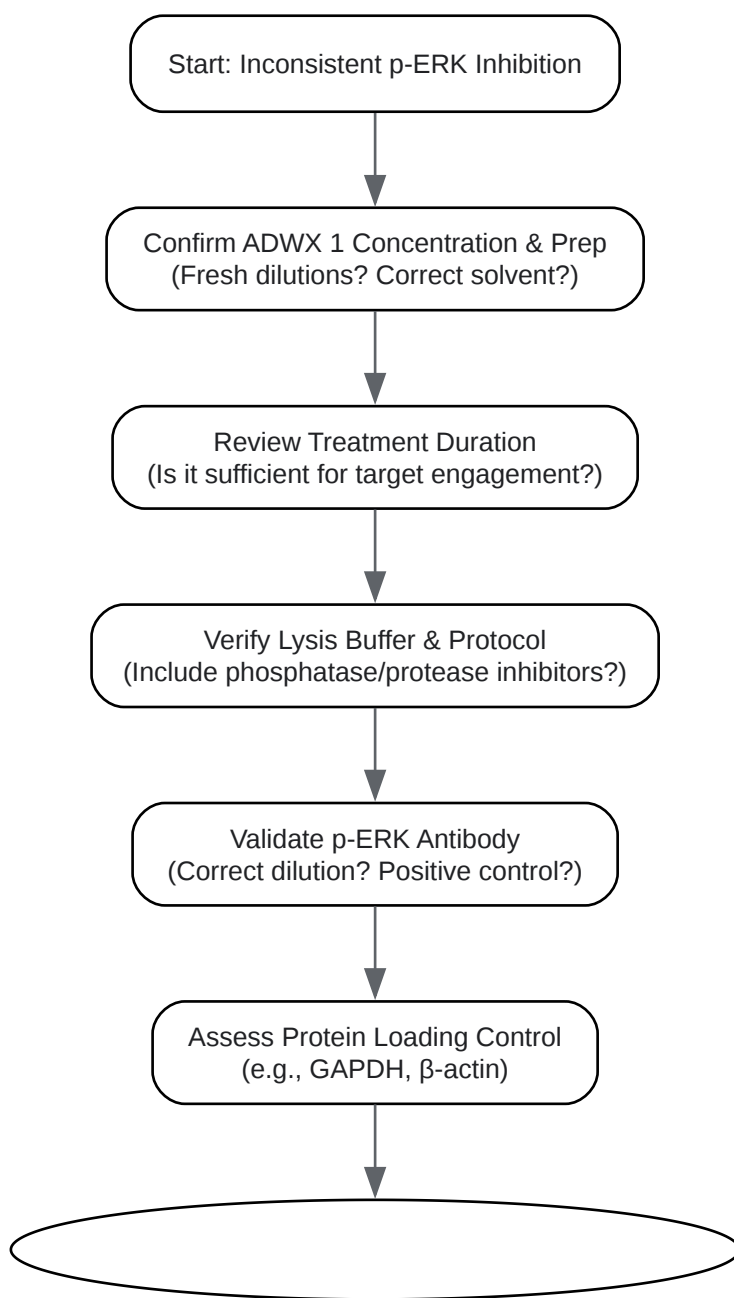 Start: Inconsistent p-ERK Inhibition
Confirm ADWX 1 Concentration & Prep
(Fresh dilutions? Correct solvent?)
Review Treatment Duration
(Is it sufficient for target engagement?)
Verify Lysis Buffer & Protocol
(Include phosphatase/protease inhibitors?)
Validate p-ERK Antibody
(Correct dilution? Positive control?)
Assess Protein Loading Control
(e.g., GAPDH, β-actin)